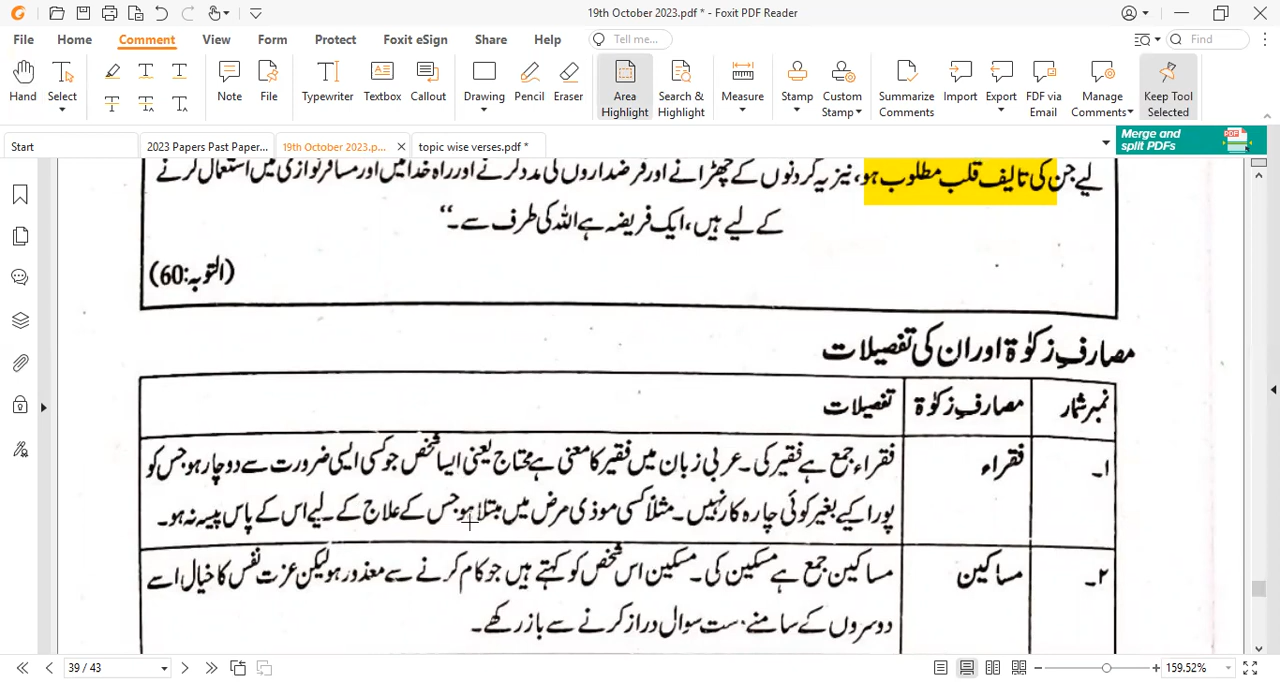 19th October 2023.pdf * - Foxit PDF Reader
File Home Comment View Form Protect Foxit eSign Share Help Tell me... Find
Hand Select Note File Typewriter Textbox Callout Drawing Pencil Eraser Area Highlight Search & Highlight Measure Stamp Custom Stamp Summarize Comments Import Export FDF via Email Manage Comments Keep Tool Selected
Start 2023 Papers Past Paper... 19th October 2023.p... topic wise verses.pdf * Merge and split PDFs
لیے جن کی تالیف قلب مطلوب ہو، نیز یہ گردنوں کے چھڑانے اور قرضداروں کی مدد کرنے اور راہ خدا میں اور مسافر نوازی میں استعمال کرنے
کے لیے ہیں، ایک فریضہ ہے اللہ کی طرف سے۔“
(التوبہ:60)
مصارفِ زکوٰۃ اور ان کی تفصیلات
نمبر شمار مصارفِ زکوٰۃ تفصیلات
۱۔ فقراء فقراء جمع ہے فقیر کی۔ عربی زبان میں فقیر کا معنی ہے محتاج یعنی ایسا شخص جو کسی ایسی ضرورت سے دوچار ہو جس کو
پورا کیے بغیر کوئی چارہ کار نہیں۔ مثلاً کسی موذی مرض میں مبتلا ہو جس کے علاج کے لیے اس کے پاس پیسہ نہ ہو۔
۲۔ مساکین مساکین جمع ہے مسکین کی۔ مسکین اس شخص کو کہتے ہیں جو کام کرنے سے معذور ہو لیکن عزت نفس کا خیال اسے
دوسروں کے سامنے ست سوال دراز کرنے سے باز رکھے۔
39 / 43 159.52%